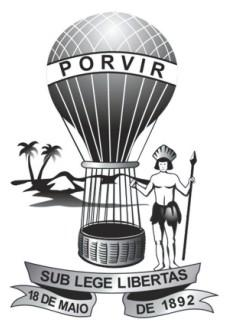 PORVIR
SUB LEGE LIBERTAS
18 DE MAIO DE 1892